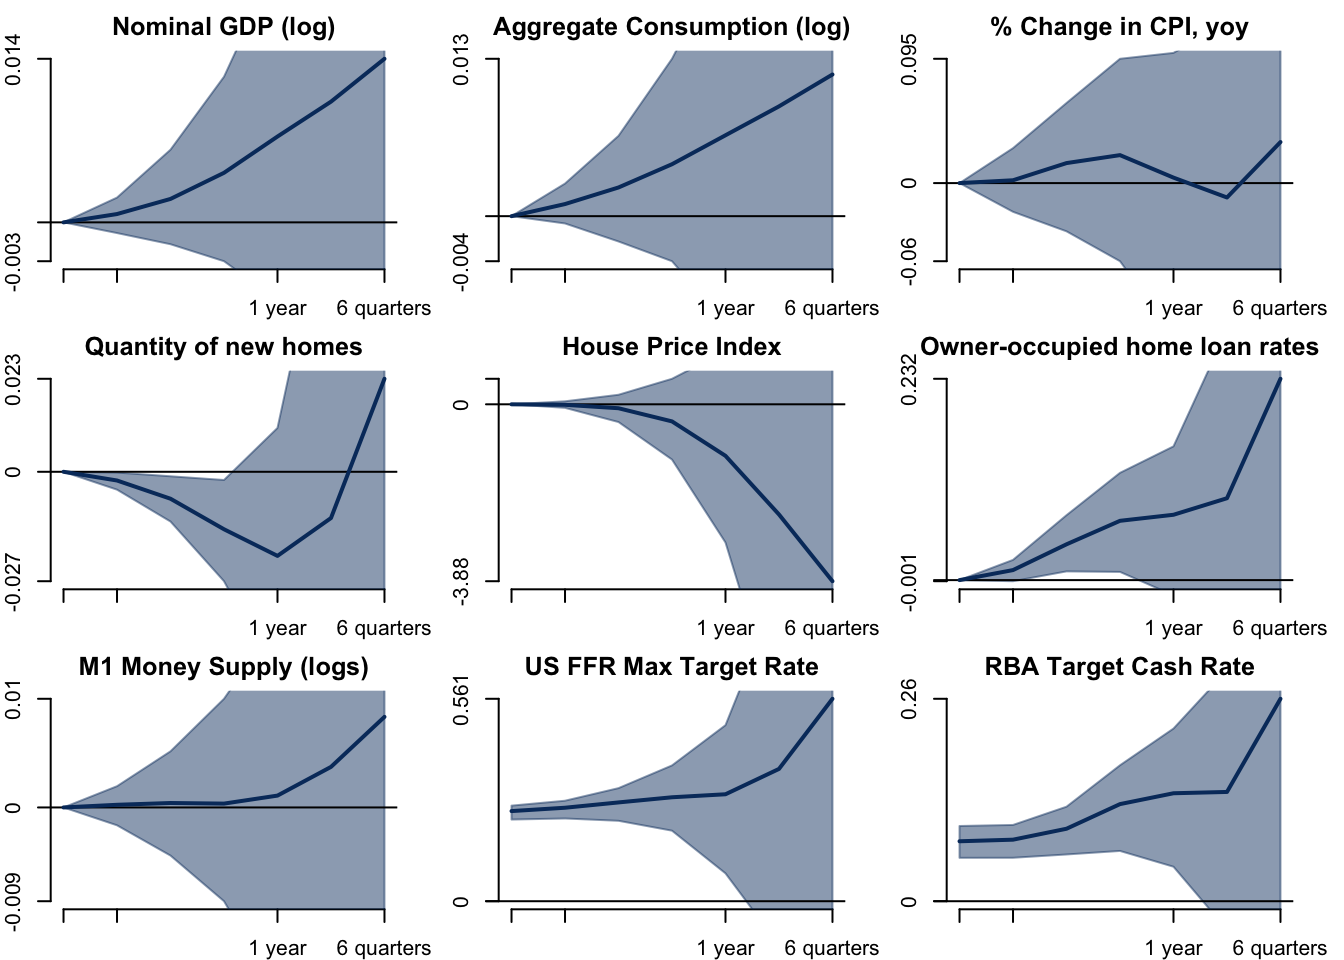 Nominal GDP (log)
0.014
-0.003
1 year 6 quarters
Aggregate Consumption (log)
0.013
-0.004
1 year 6 quarters
% Change in CPI, yoy
0.095
0
-0.06
1 year 6 quarters
Quantity of new homes
0.023
0
-0.027
1 year 6 quarters
House Price Index
0
-3.88
1 year 6 quarters
Owner-occupied home loan rates
0.232
-0.001
1 year 6 quarters
M1 Money Supply (logs)
0.01
0
-0.009
1 year 6 quarters
US FFR Max Target Rate
0.561
0
1 year 6 quarters
RBA Target Cash Rate
0.26
0
1 year 6 quarters